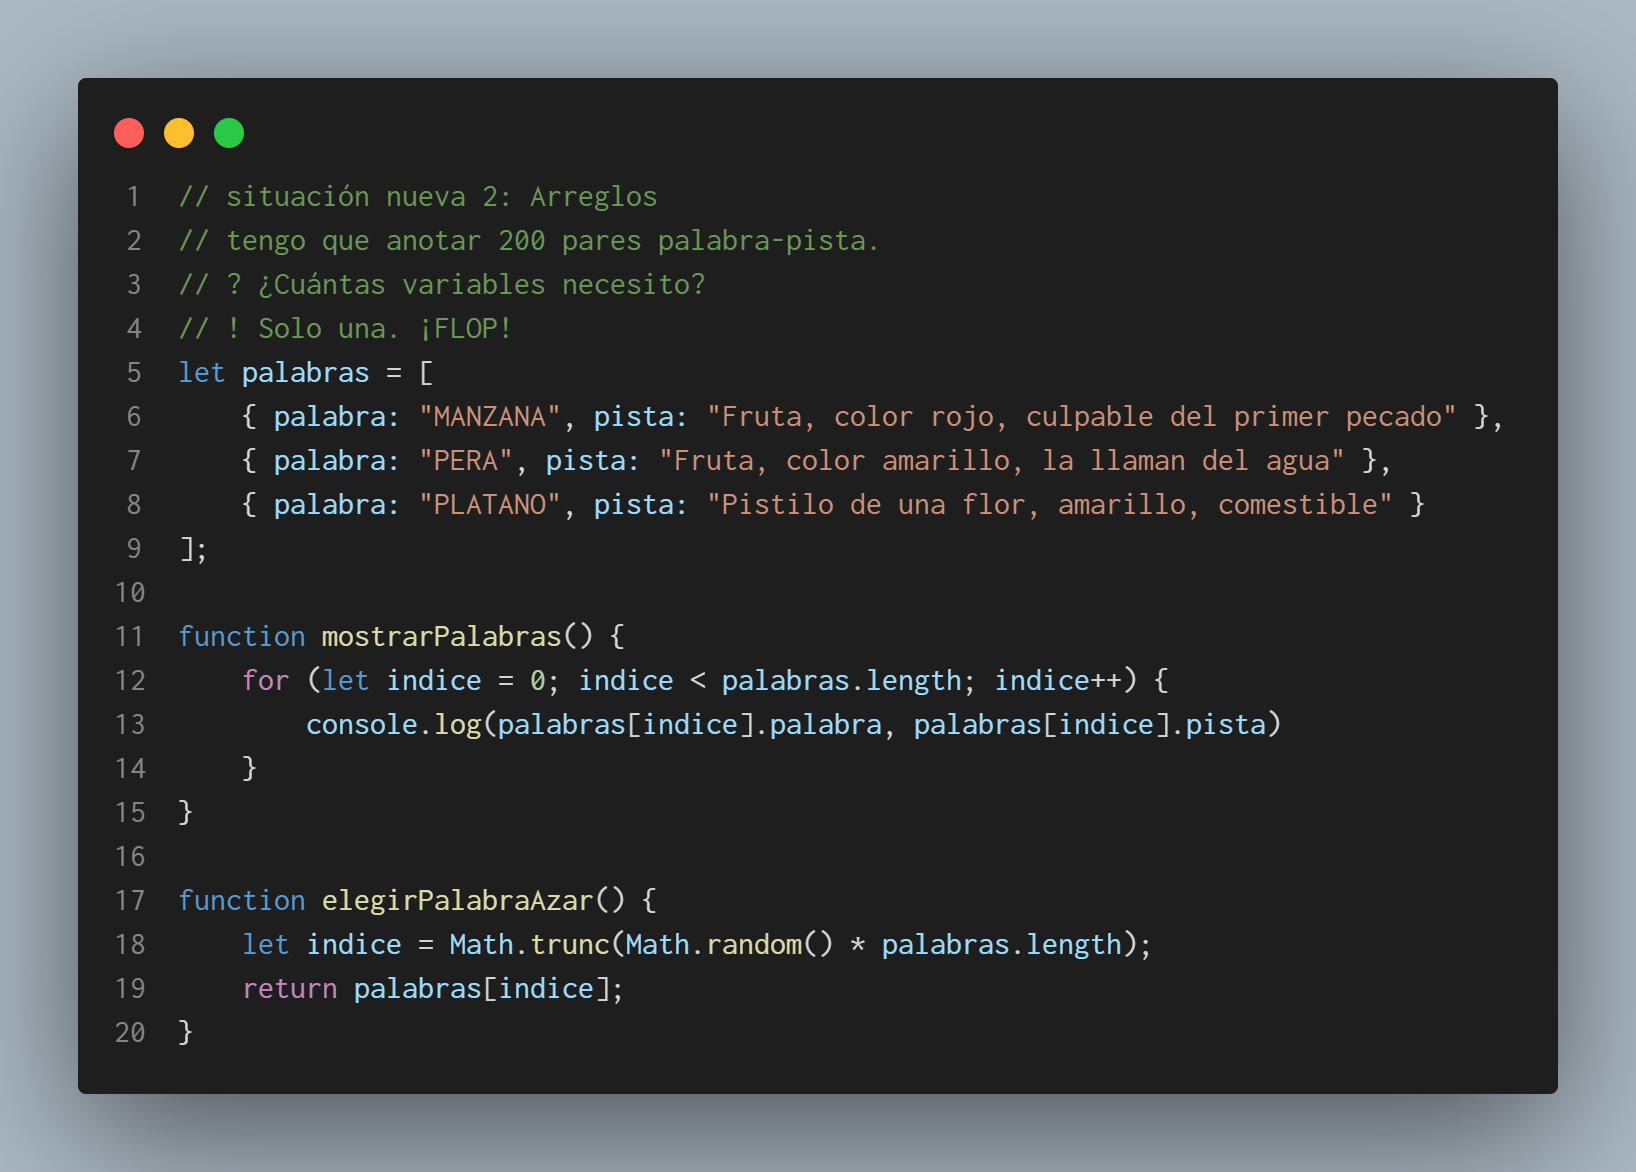 1 // situación nueva 2: Arreglos
2 // tengo que anotar 200 pares palabra-pista.
3 // ? ¿Cuántas variables necesito?
4 // ! Solo una. ¡FLOP!
5 let palabras = [
6     { palabra: "MANZANA", pista: "Fruta, color rojo, culpable del primer pecado" },
7     { palabra: "PERA", pista: "Fruta, color amarillo, la llaman del agua" },
8     { palabra: "PLATANO", pista: "Pistilo de una flor, amarillo, comestible" }
9 ];
10
11 function mostrarPalabras() {
12     for (let indice = 0; indice < palabras.length; indice++) {
13         console.log(palabras[indice].palabra, palabras[indice].pista)
14     }
15 }
16
17 function elegirPalabraAzar() {
18     let indice = Math.trunc(Math.random() * palabras.length);
19     return palabras[indice];
20 }